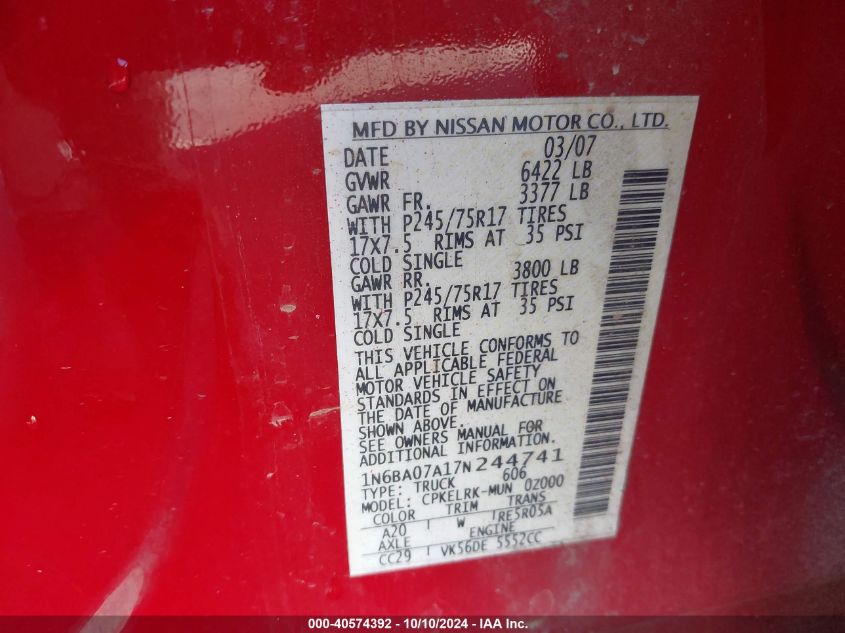 MFD BY NISSAN MOTOR CO., LTD.
DATE 03/07
GVWR 6422 LB
GAWR FR. 3377 LB
WITH P245/75R17 TIRES
17X7.5 RIMS AT 35 PSI
COLD SINGLE
GAWR RR. 3800 LB
WITH P245/75R17 TIRES
17X7.5 RIMS AT 35 PSI
COLD SINGLE
THIS VEHICLE CONFORMS TO
ALL APPLICABLE FEDERAL
MOTOR VEHICLE SAFETY
STANDARDS IN EFFECT ON
THE DATE OF MANUFACTURE
SHOWN ABOVE.
SEE OWNERS MANUAL FOR
ADDITIONAL INFORMATION.
1N6BA07A17N244741
TYPE: TRUCK 606
MODEL: CPKELRK-MUN 02000
COLOR TRIM TRANS
A20 W RE5R05A
AXLE ENGINE
CC29 VK56DE 5552CC
000-40574392 - 10/10/2024 - IAA Inc.